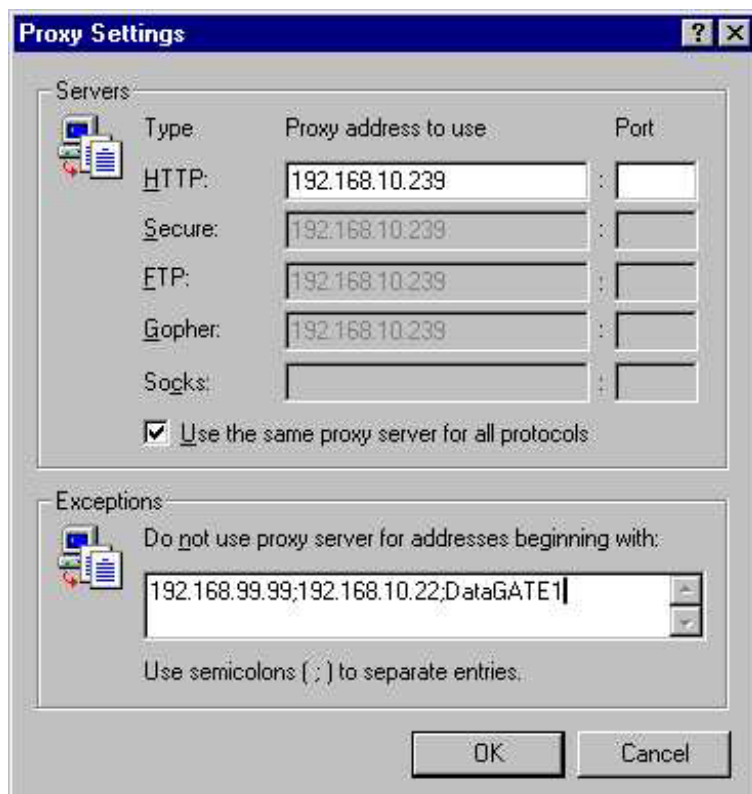 Proxy Settings
Servers
Type Proxy address to use Port
HTTP: 192.168.10.239 :
Secure: 192.168.10.239 :
FTP: 192.168.10.239 :
Gopher: 192.168.10.239 :
Socks: :
Use the same proxy server for all protocols
Exceptions
Do not use proxy server for addresses beginning with:
192.168.99.99;192.168.10.22;DataGATE1
Use semicolons ( ; ) to separate entries.
OK Cancel